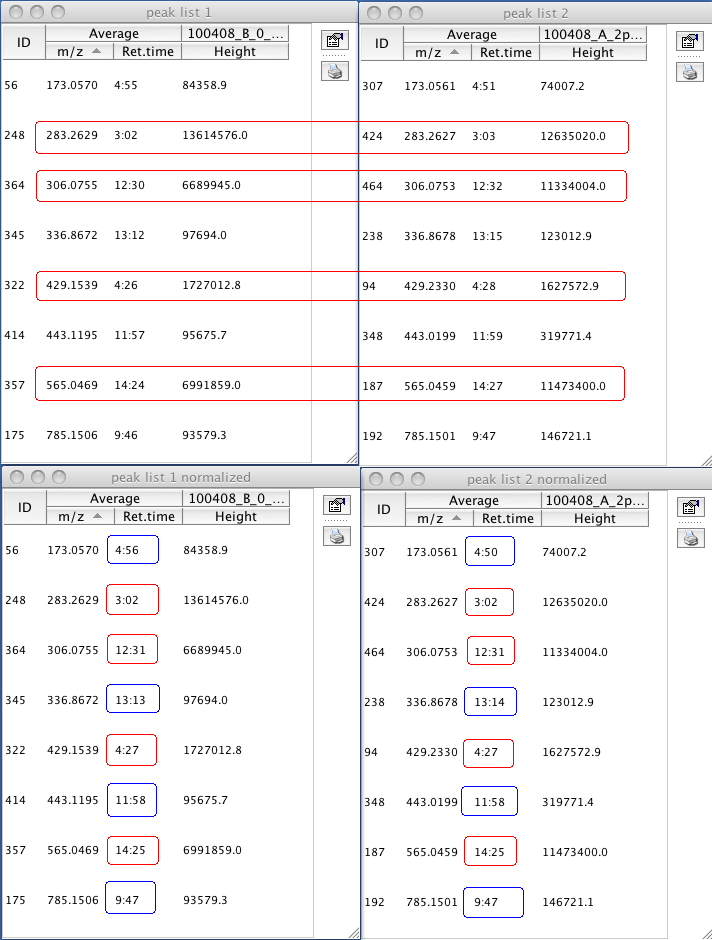 peak list 1
ID Average 100408_B_0_...
m/z Ret.time Height
56 173.0570 4:55 84358.9
248 283.2629 3:02 13614576.0
364 306.0755 12:30 6689945.0
345 336.8672 13:12 97694.0
322 429.1539 4:26 1727012.8
414 443.1195 11:57 95675.7
357 565.0469 14:24 6991859.0
175 785.1506 9:46 93579.3
peak list 2
ID Average 100408_A_2p...
m/z Ret.time Height
307 173.0561 4:51 74007.2
424 283.2627 3:03 12635020.0
464 306.0753 12:32 11334004.0
238 336.8678 13:15 123012.9
94 429.2330 4:28 1627572.9
348 443.0199 11:59 319771.4
187 565.0459 14:27 11473400.0
192 785.1501 9:47 146721.1
peak list 1 normalized
ID Average 100408_B_0_...
m/z Ret.time Height
56 173.0570 4:56 84358.9
248 283.2629 3:02 13614576.0
364 306.0755 12:31 6689945.0
345 336.8672 13:13 97694.0
322 429.1539 4:27 1727012.8
414 443.1195 11:58 95675.7
357 565.0469 14:25 6991859.0
175 785.1506 9:47 93579.3
peak list 2 normalized
ID Average 100408_A_2p...
m/z Ret.time Height
307 173.0561 4:50 74007.2
424 283.2627 3:02 12635020.0
464 306.0753 12:31 11334004.0
238 336.8678 13:14 123012.9
94 429.2330 4:27 1627572.9
348 443.0199 11:58 319771.4
187 565.0459 14:25 11473400.0
192 785.1501 9:47 146721.1